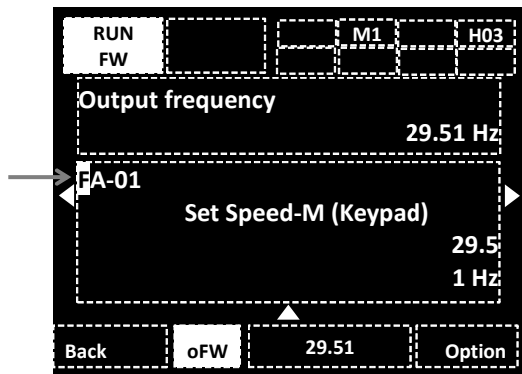 RUN M1 H03
FW
Output frequency
29.51 Hz
FA-01
Set Speed-M (Keypad)
29.5
1 Hz
Back oFW 29.51 Option